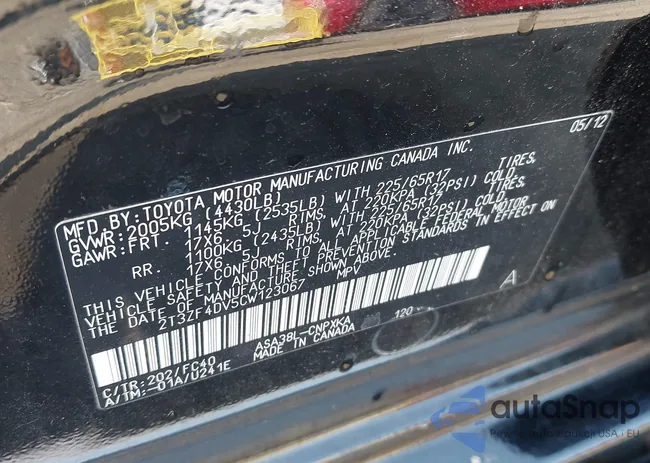 05/12
MFD. BY: TOYOTA MOTOR MANUFACTURING CANADA INC.
GVWR: 2005KG (4430LB)
GAWR: FRT. 1145KG (2535LB) WITH 225/65R17 TIRES,
17X6.5J RIMS, AT 220KPA (32PSI) COLD.
RR. 1100KG (2435LB) WITH 225/65R17 TIRES,
17X6.5J RIMS, AT 220KPA (32PSI) COLD.
THIS VEHICLE CONFORMS TO ALL APPLICABLE FEDERAL MOTOR
VEHICLE SAFETY AND THEFT PREVENTION STANDARDS IN EFFECT ON
THE DATE OF MANUFACTURE SHOWN ABOVE.
2T3ZF4DV5CW123067 MPV
A
C/TR: 202/FC40 ASA38L-CNPXKA 120
A/TM: -01A/U241E MADE IN CANADA
autoSnap
USA i EU